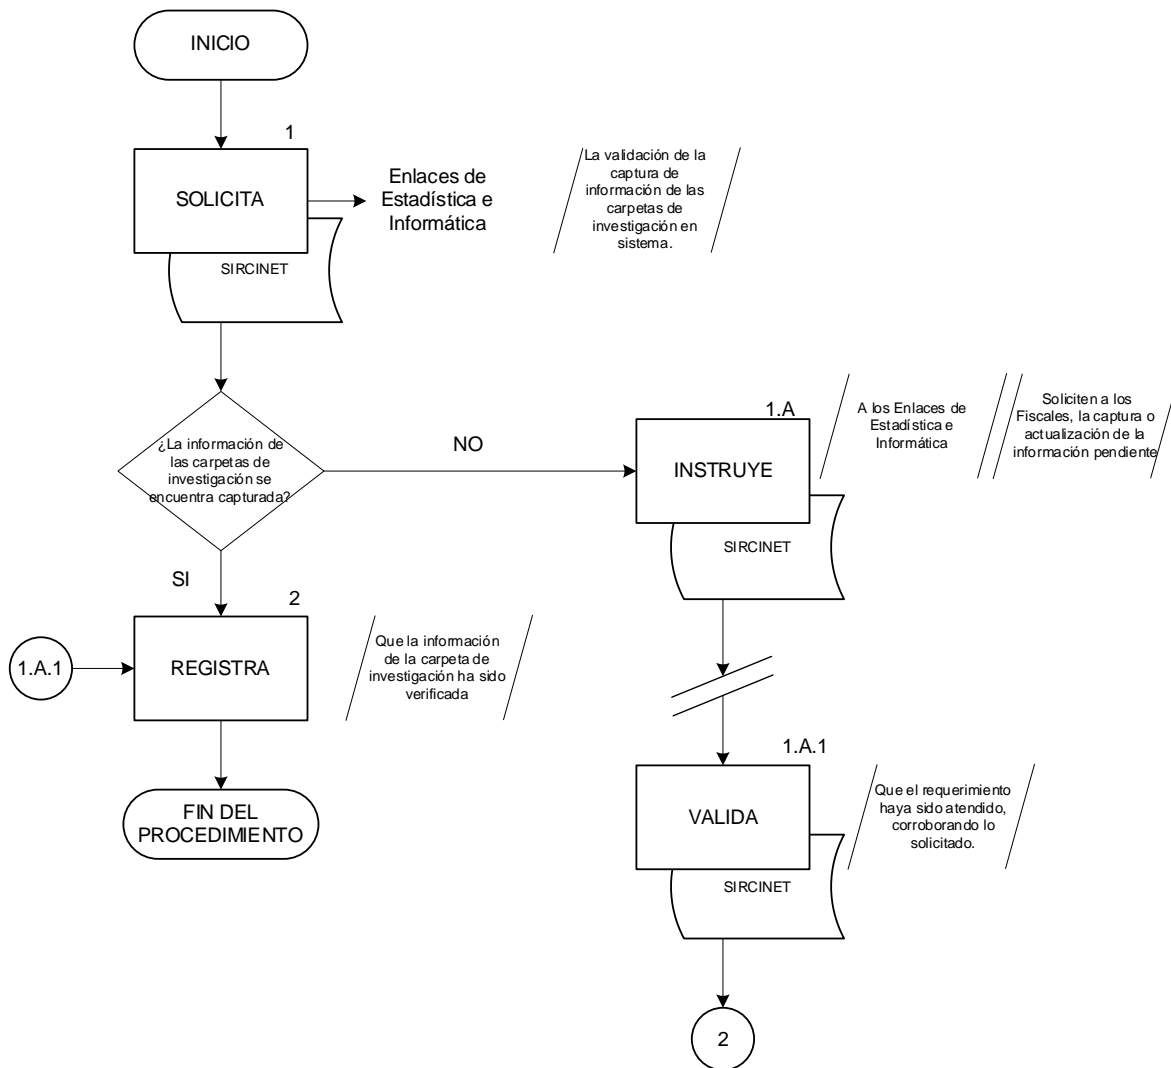 INICIO
1
SOLICITA
SIRCINET
Enlaces de
Estadística e
Informática
La validación de la
captura de
información de las
carpetas de
investigación en
sistema.
¿La información de
las carpetas de
investigación se
encuentra capturada?
NO
SI
1.A
INSTRUYE
SIRCINET
A los Enlaces de
Estadística e
Informática
Soliciten a los
Fiscales, la captura o
actualización de la
información pendiente
2
REGISTRA
1.A.1
Que la información
de la carpeta de
investigación ha sido
verificada
FIN DEL
PROCEDIMIENTO
1.A.1
VALIDA
SIRCINET
Que el requerimiento
haya sido atendido,
corroborando lo
solicitado.
2